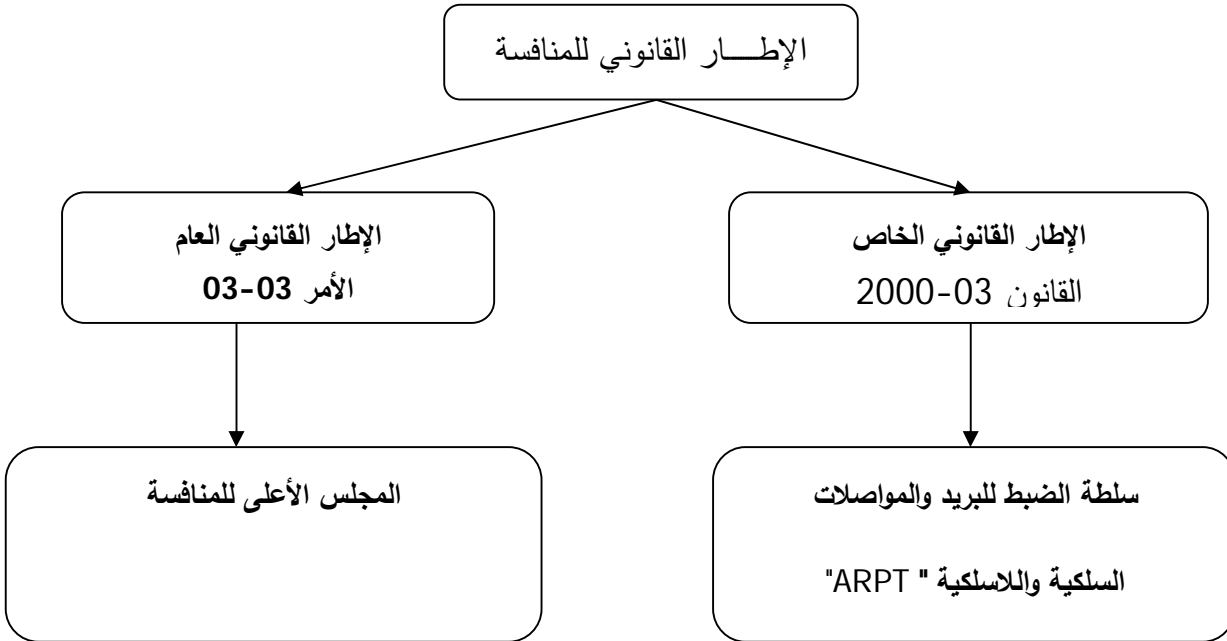 الإطـــــار القانوني للمنافسة
الإطار القانوني الخاص
القانون 03-2000
الإطار القانوني العام
الأمر 03-03
سلطة الضبط للبريد والمواصلات
السلكية واللاسلكية " ARPT"
المجلس الأعلى للمنافسة